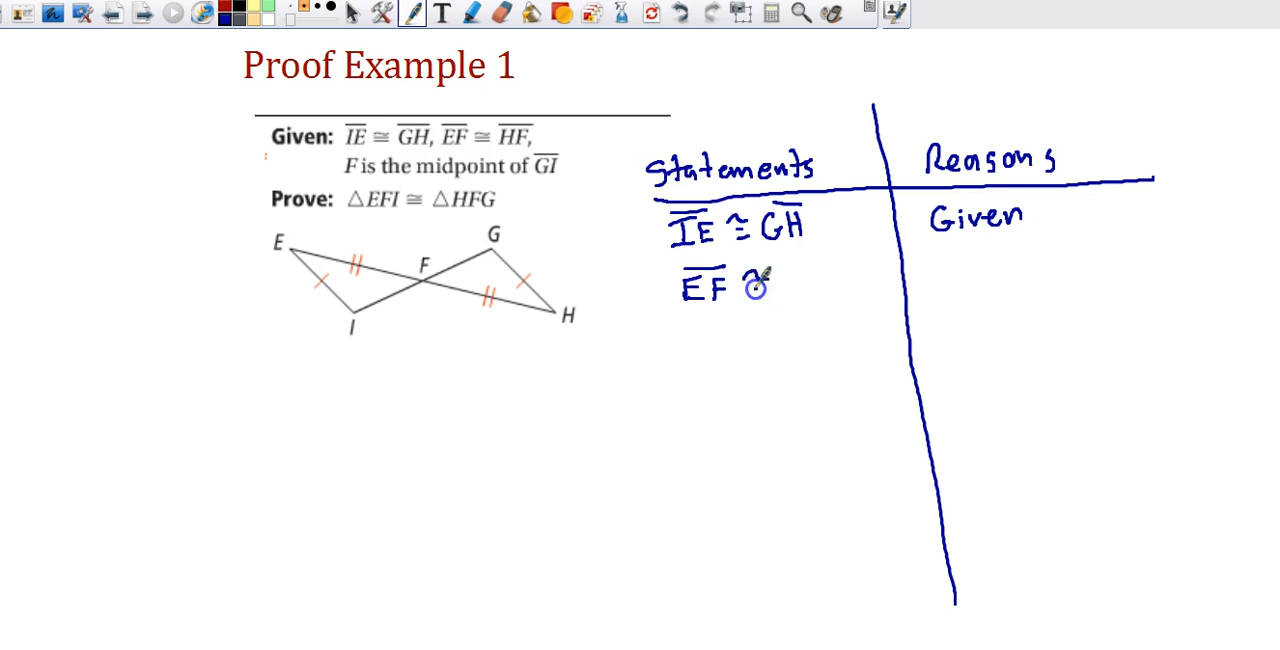 Proof Example 1
Given: IE ≅ GH, EF ≅ HF,
F is the midpoint of GI
Prove: △EFI ≅ △HFG
E
F
G
H
I
Statements Reasons
IE ≅ GH Given
EF ≅
T